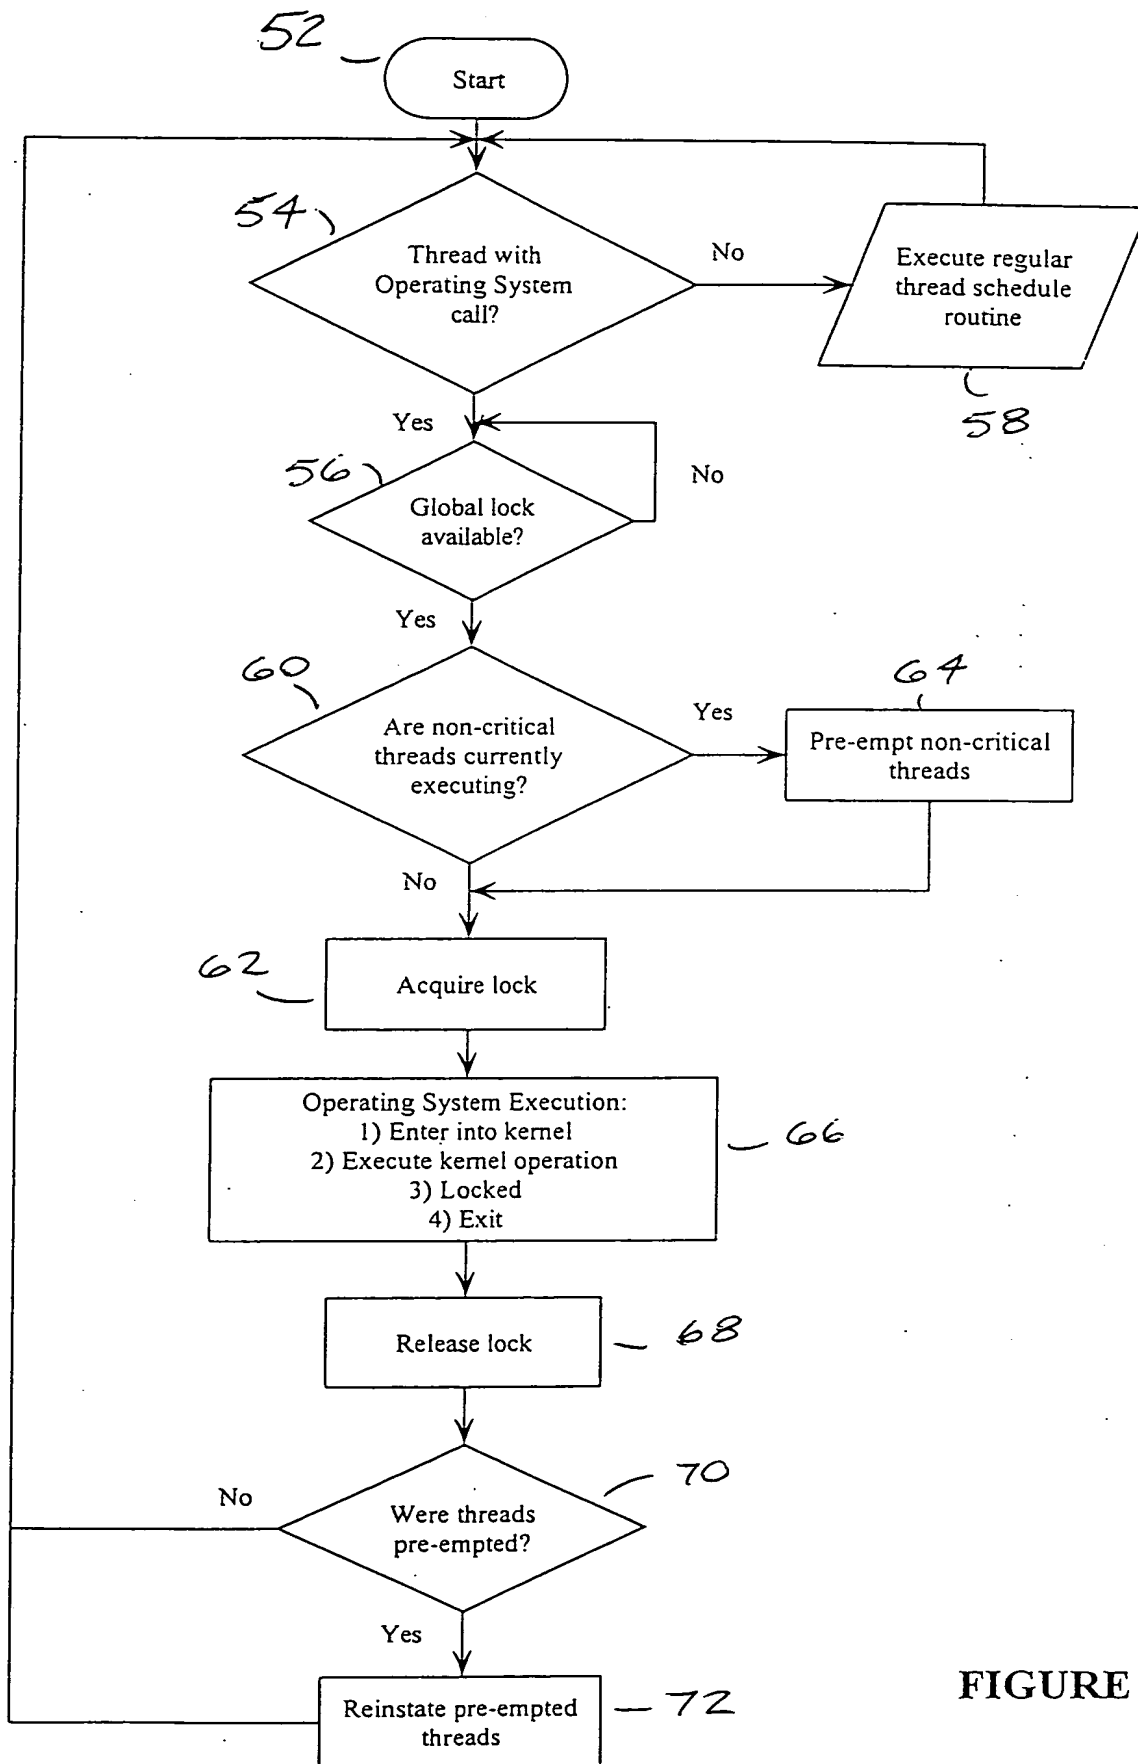 52
Start
54
Thread with
Operating System
call?
No
Execute regular
thread schedule
routine
58
Yes
56
Global lock
available?
No
Yes
60
Are non-critical
threads currently
executing?
Yes
64
Pre-empt non-critical
threads
No
62
Acquire lock
Operating System Execution:
1) Enter into kernel
2) Execute kernel operation
3) Locked
4) Exit
66
Release lock
68
No
Were threads
pre-empted?
70
Yes
Reinstate pre-empted
threads
72
FIGURE